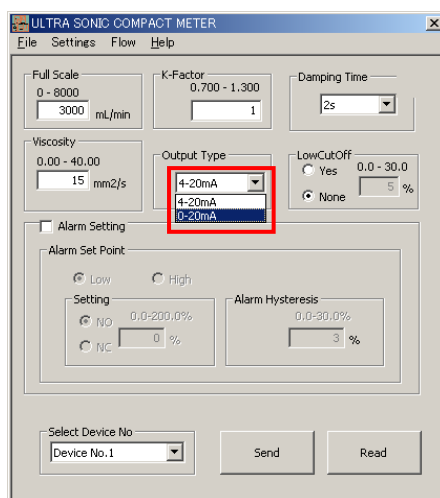 ULTRA SONIC COMPACT METER
File Settings Flow Help
Full Scale
0 - 8000
3000 mL/min
K-Factor
0.700 - 1.300
1
Damping Time
2s
Viscosity
0.00 - 40.00
15 mm2/s
Output Type
4-20mA
4-20mA
0-20mA
LowCutOff
Yes 0.0 - 30.0
None 5 %
Alarm Setting
Alarm Set Point
Low High
Setting
NO 0.0-200.0%
NC 0 %
Alarm Hysteresis
0.0-30.0%
3 %
Select Device No
Device No.1
Send
Read